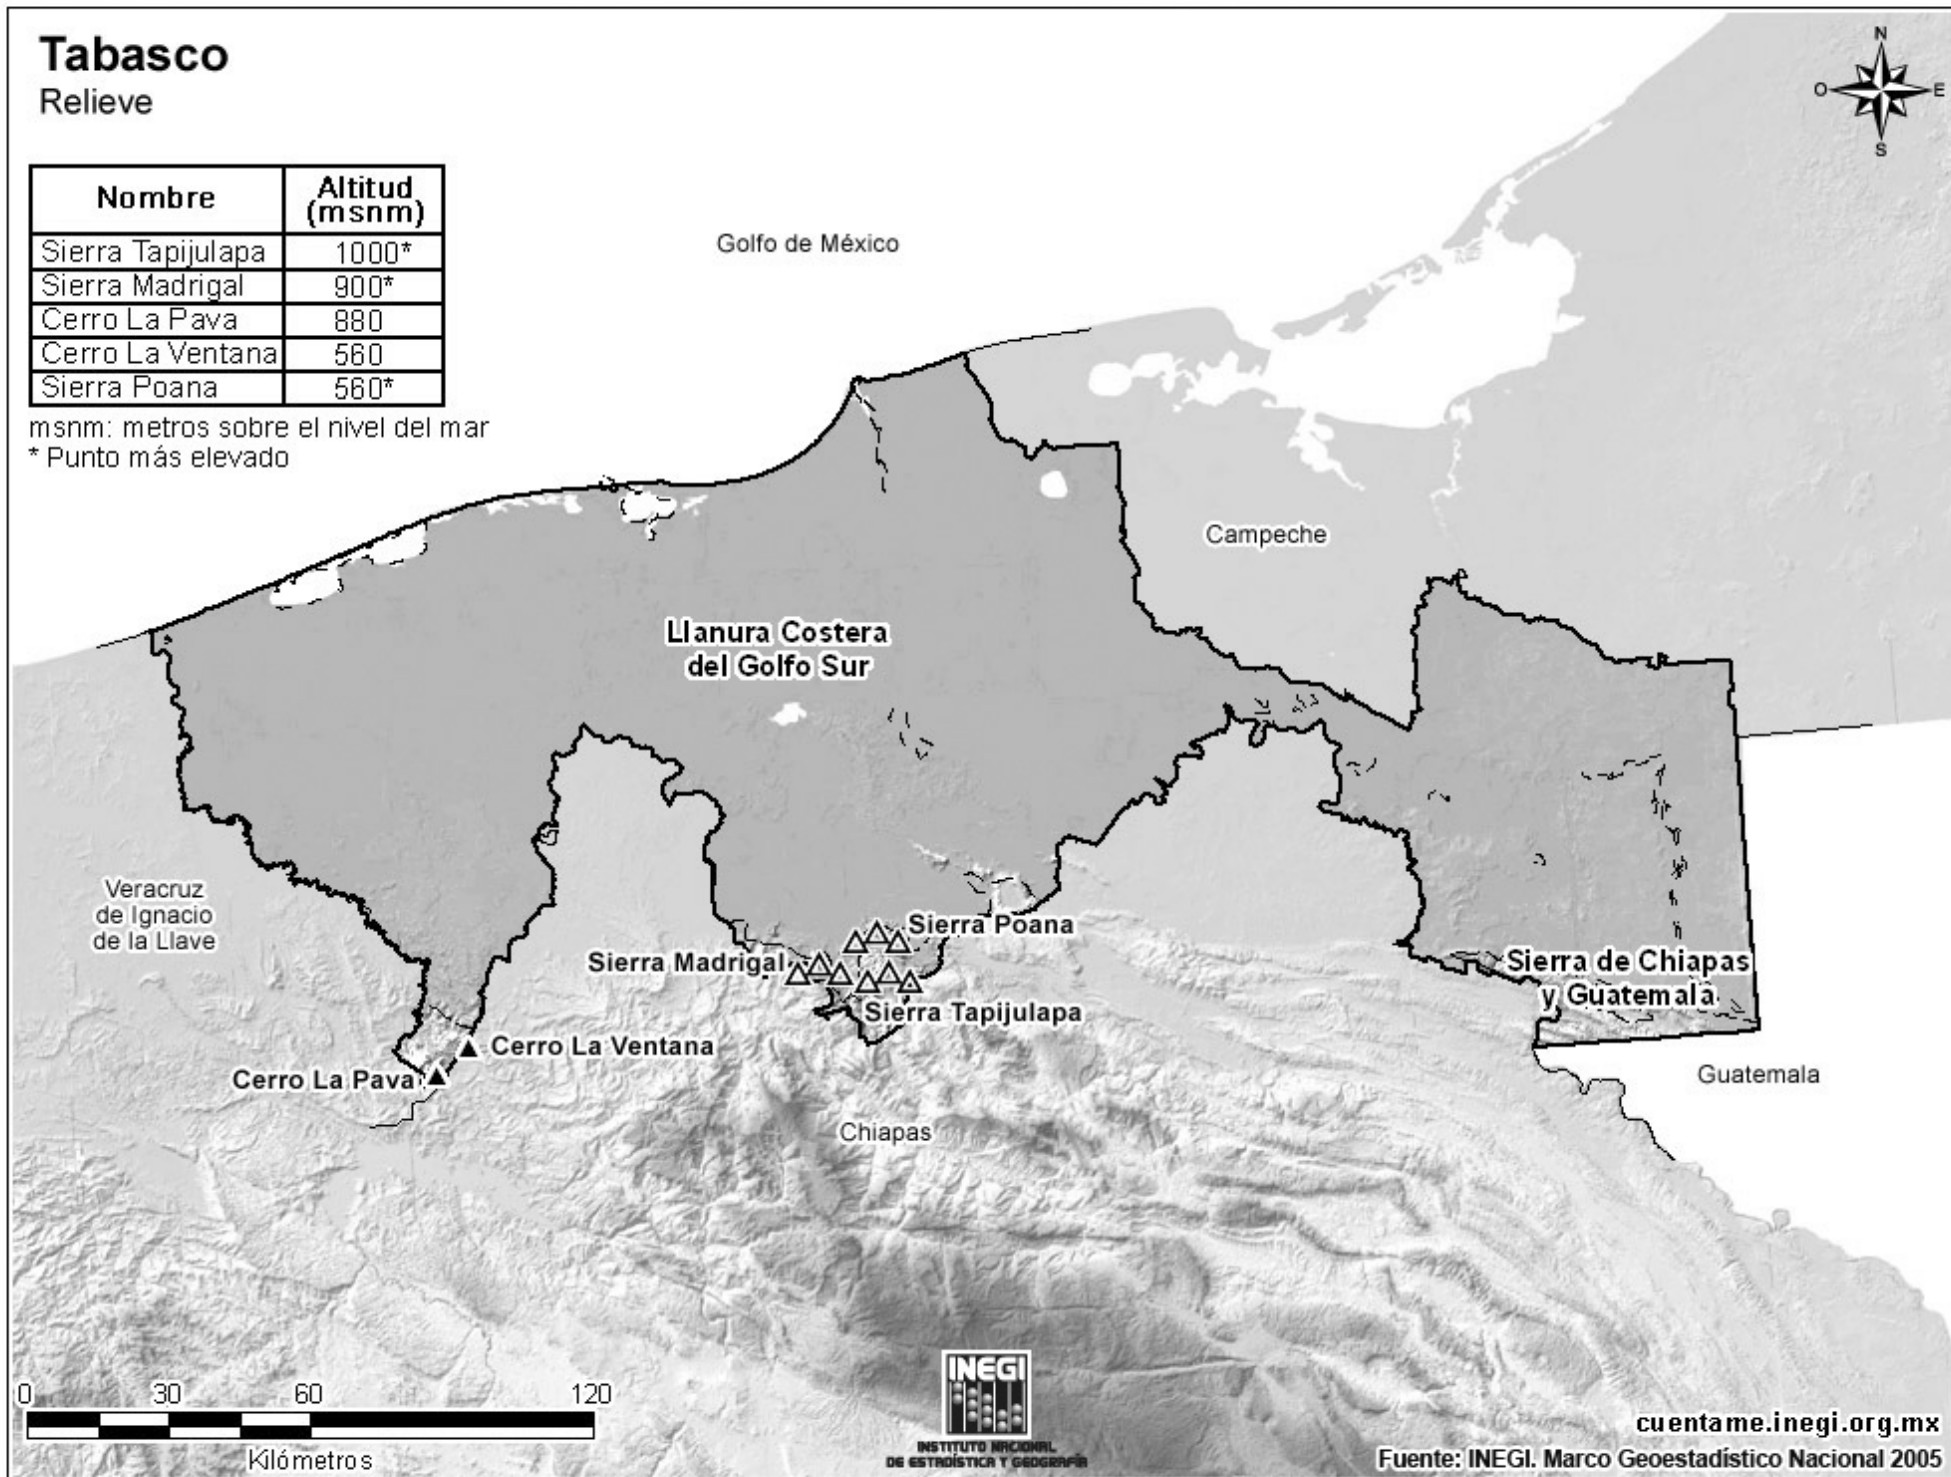 Tabasco
Relieve
N
O
E
S
Nombre
Altitud
(msnm)
Sierra Tapijulapa 1000*
Sierra Madrigal 900*
Cerro La Pava 880
Cerro La Ventana 560
Sierra Poana 560*
msnm: metros sobre el nivel del mar
* Punto más elevado
Golfo de México
Campeche
Llanura Costera
del Golfo Sur
Veracruz
de Ignacio
de la Llave
Sierra Poana
Sierra Madrigal
Sierra Tapijulapa
Sierra de Chiapas
y Guatemala
Cerro La Ventana
Cerro La Pava
Guatemala
Chiapas
0 30 60 120
Kilómetros
INEGI
INSTITUTO NACIONAL
DE ESTADÍSTICA Y GEOGRAFÍA
cuentame.inegi.org.mx
Fuente: INEGI. Marco Geoestadístico Nacional 2005